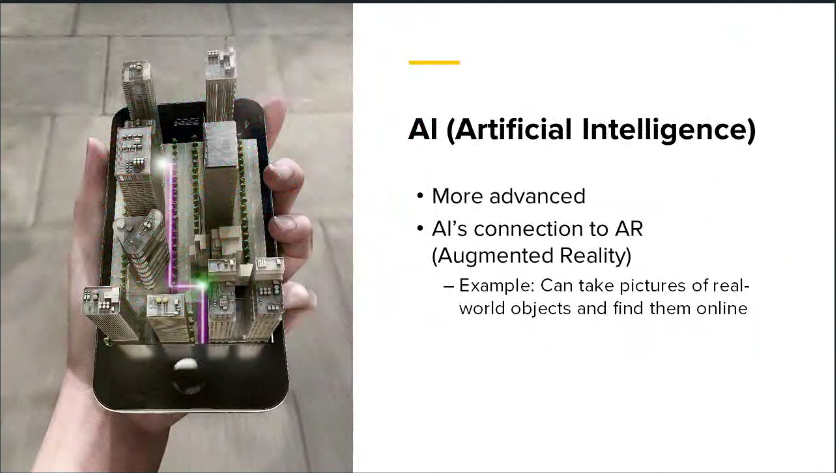 AI (Artificial Intelligence)
• More advanced
• AI's connection to AR
(Augmented Reality)
– Example: Can take pictures of real-
world objects and find them online